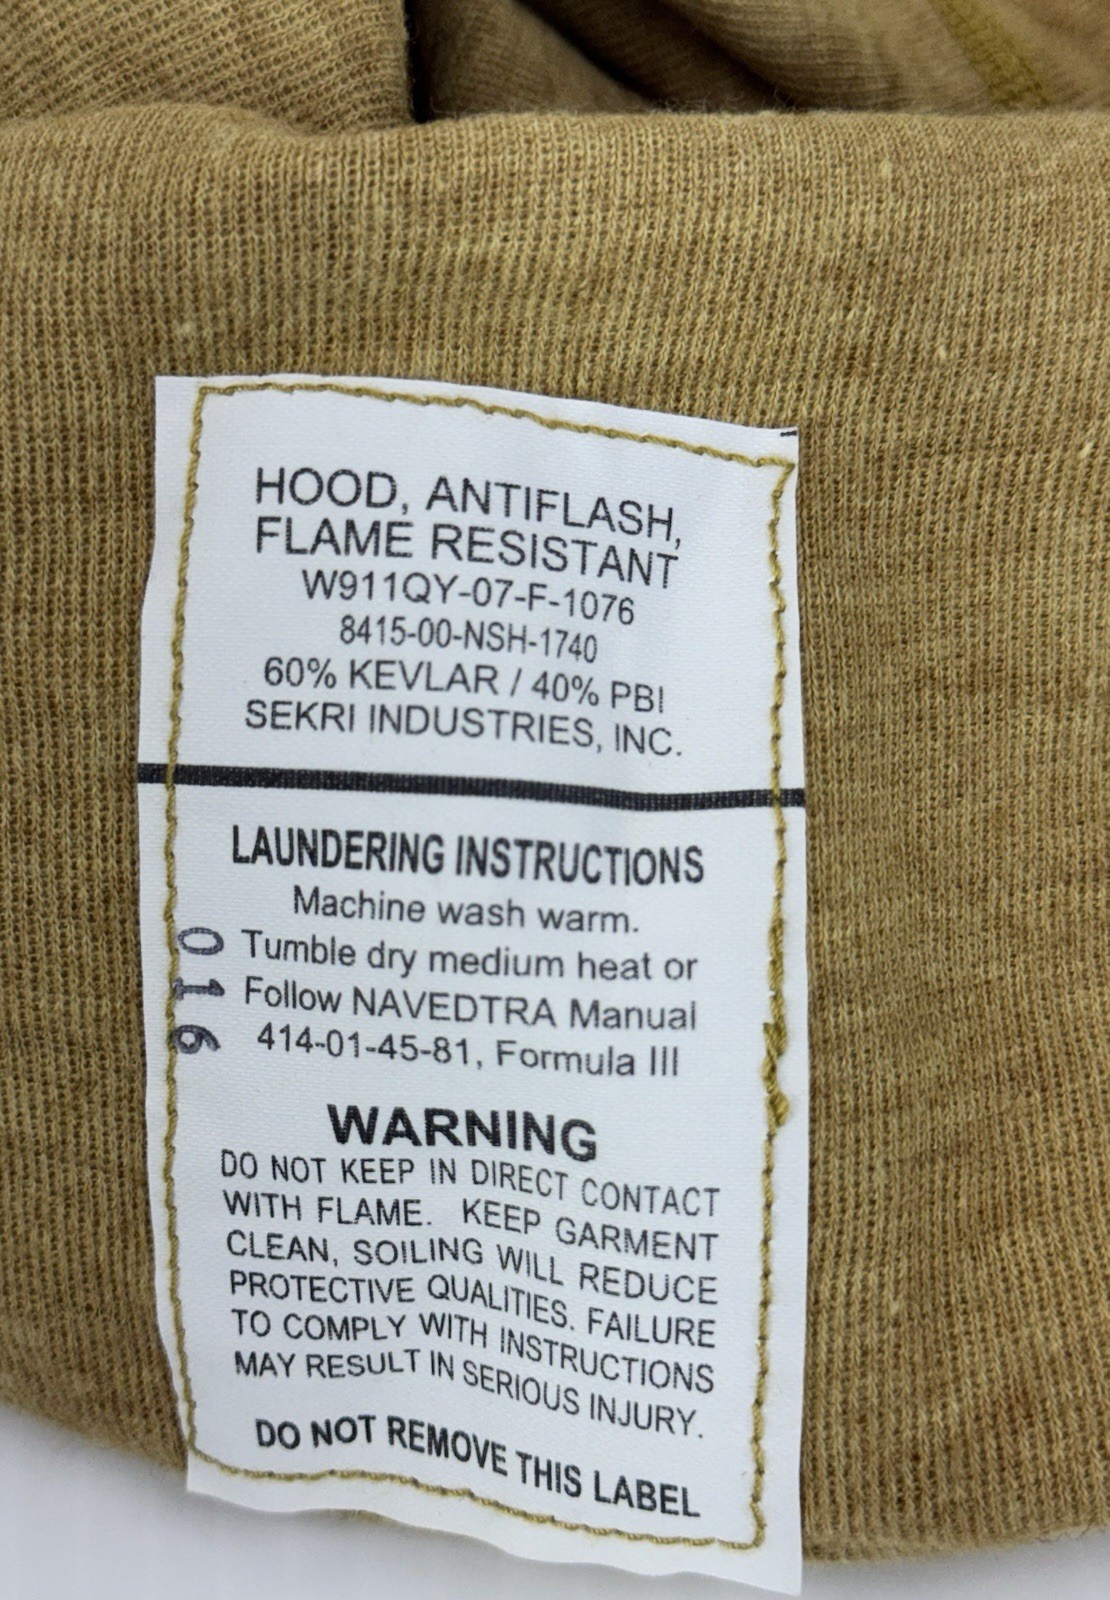 HOOD, ANTIFLASH,
FLAME RESISTANT
W911QY-07-F-1076
8415-00-NSH-1740
60% KEVLAR / 40% PBI
SEKRI INDUSTRIES, INC.
LAUNDERING INSTRUCTIONS
Machine wash warm.
Tumble dry medium heat or
Follow NAVEDTRA Manual
414-01-45-81, Formula III
016
WARNING
DO NOT KEEP IN DIRECT CONTACT
WITH FLAME. KEEP GARMENT
CLEAN, SOILING WILL REDUCE
PROTECTIVE QUALITIES. FAILURE
TO COMPLY WITH INSTRUCTIONS
MAY RESULT IN SERIOUS INJURY.
DO NOT REMOVE THIS LABEL